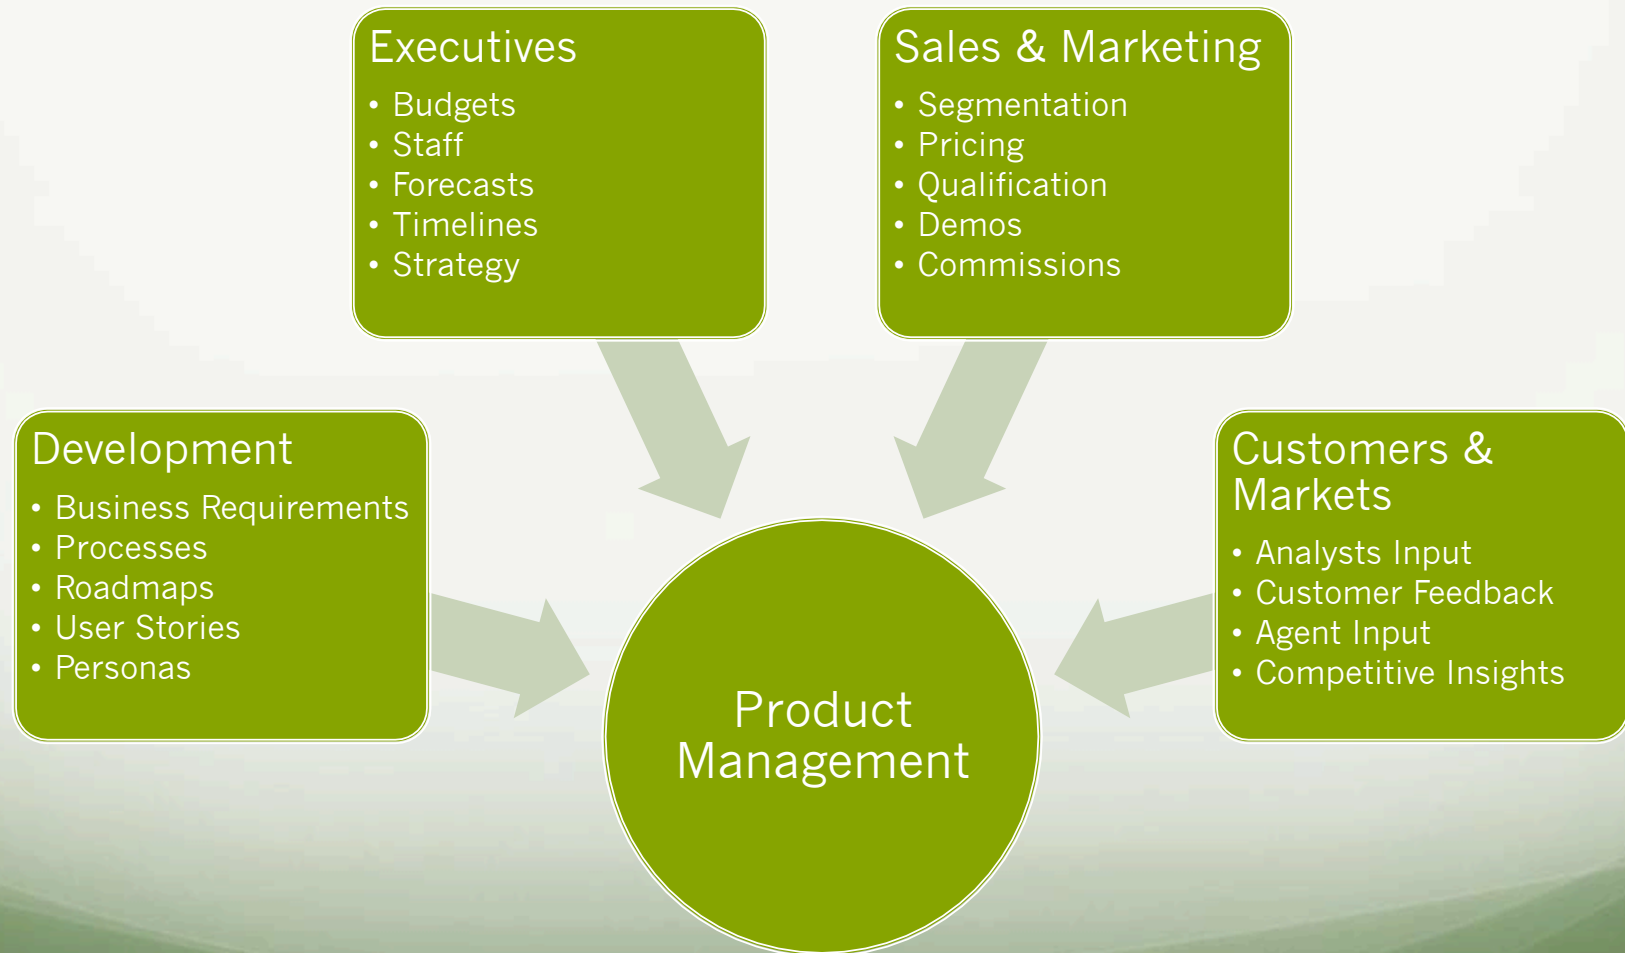 Executives
• Budgets
• Staff
• Forecasts
• Timelines
• Strategy
Sales & Marketing
• Segmentation
• Pricing
• Qualification
• Demos
• Commissions
Development
• Business Requirements
• Processes
• Roadmaps
• User Stories
• Personas
Customers &
Markets
• Analysts Input
• Customer Feedback
• Agent Input
• Competitive Insights
Product
Management